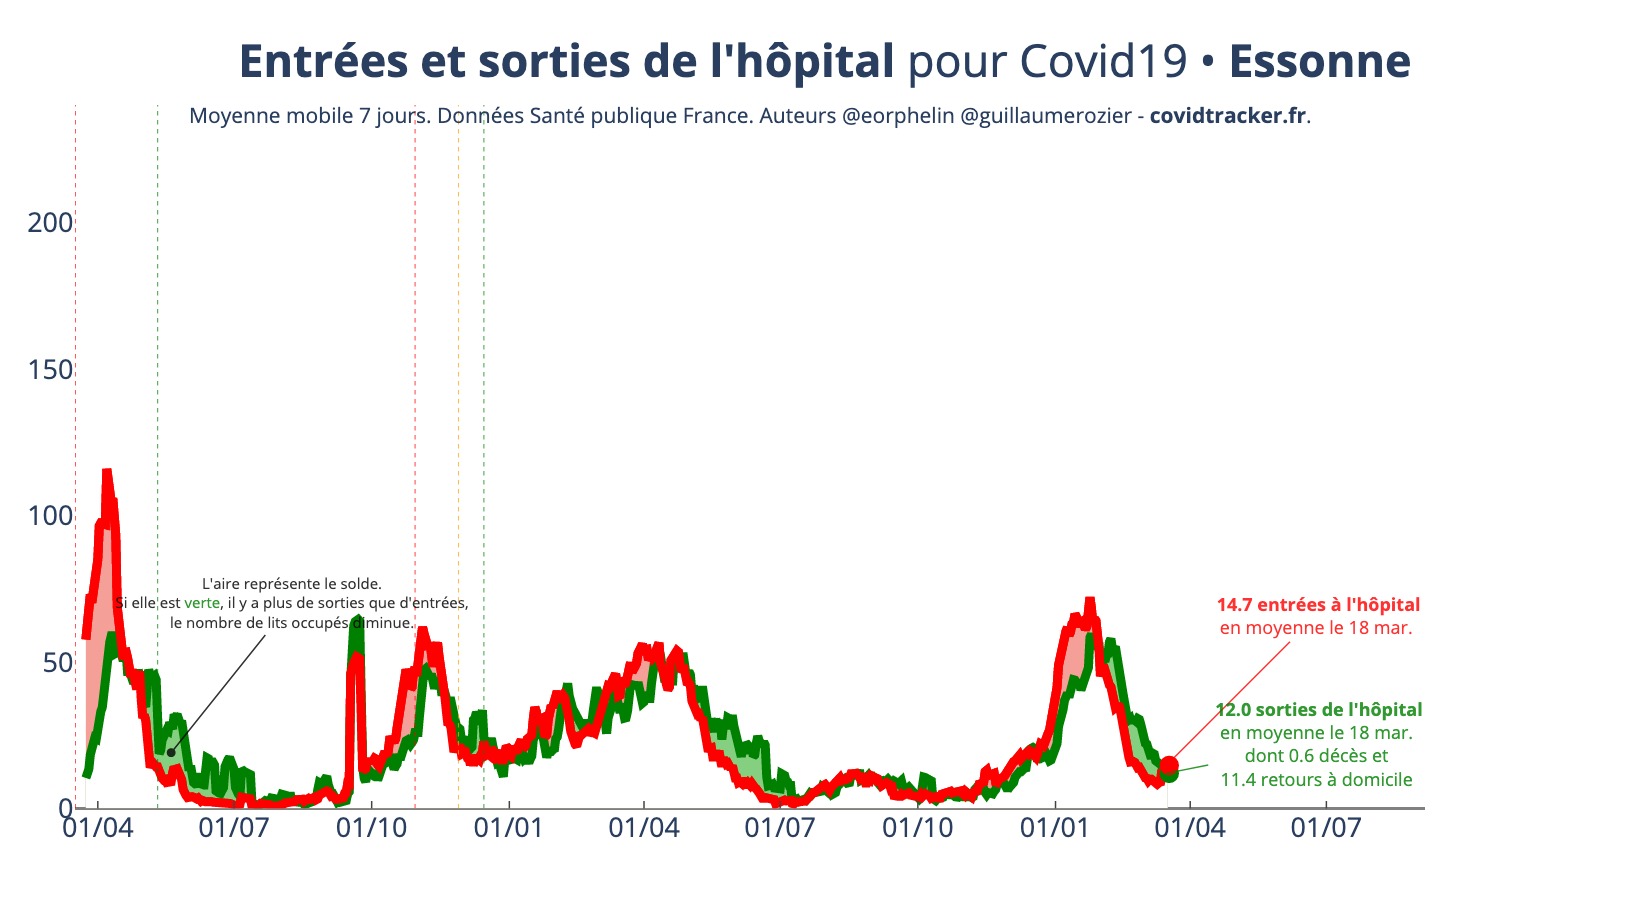 Entrées et sorties de l'hôpital pour Covid19 • Essonne
Moyenne mobile 7 jours. Données Santé publique France. Auteurs @eorphelin @guillaumerozier - covidtracker.fr.
200
150
100
50
0
L'aire représente le solde.
Si elle est verte, il y a plus de sorties que d'entrées,
le nombre de lits occupés diminue.
14.7 entrées à l'hôpital
en moyenne le 18 mar.
12.0 sorties de l'hôpital
en moyenne le 18 mar.
dont 0.6 décès et
11.4 retours à domicile
01/04 01/07 01/10 01/01 01/04 01/07 01/10 01/01 01/04 01/07